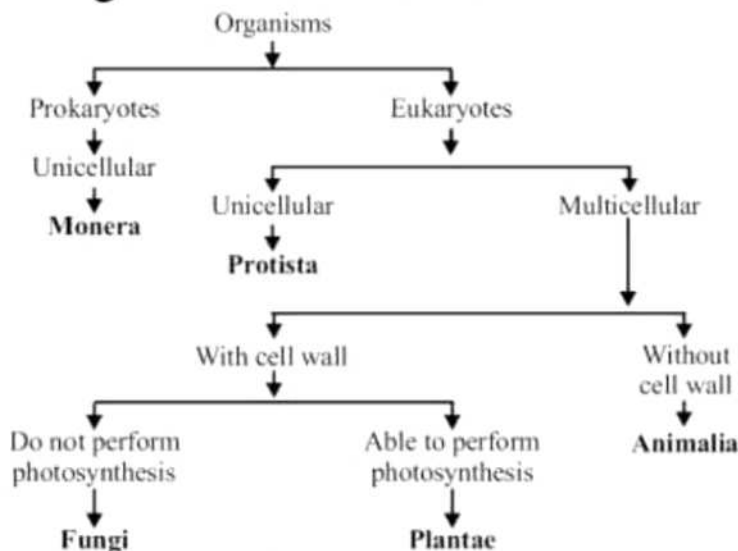 Organisms
Prokaryotes
Eukaryotes
Unicellular
Monera
Unicellular
Multicellular
Protista
With cell wall
Without
cell wall
Do not perform
photosynthesis
Able to perform
photosynthesis
Animalia
Fungi
Plantae